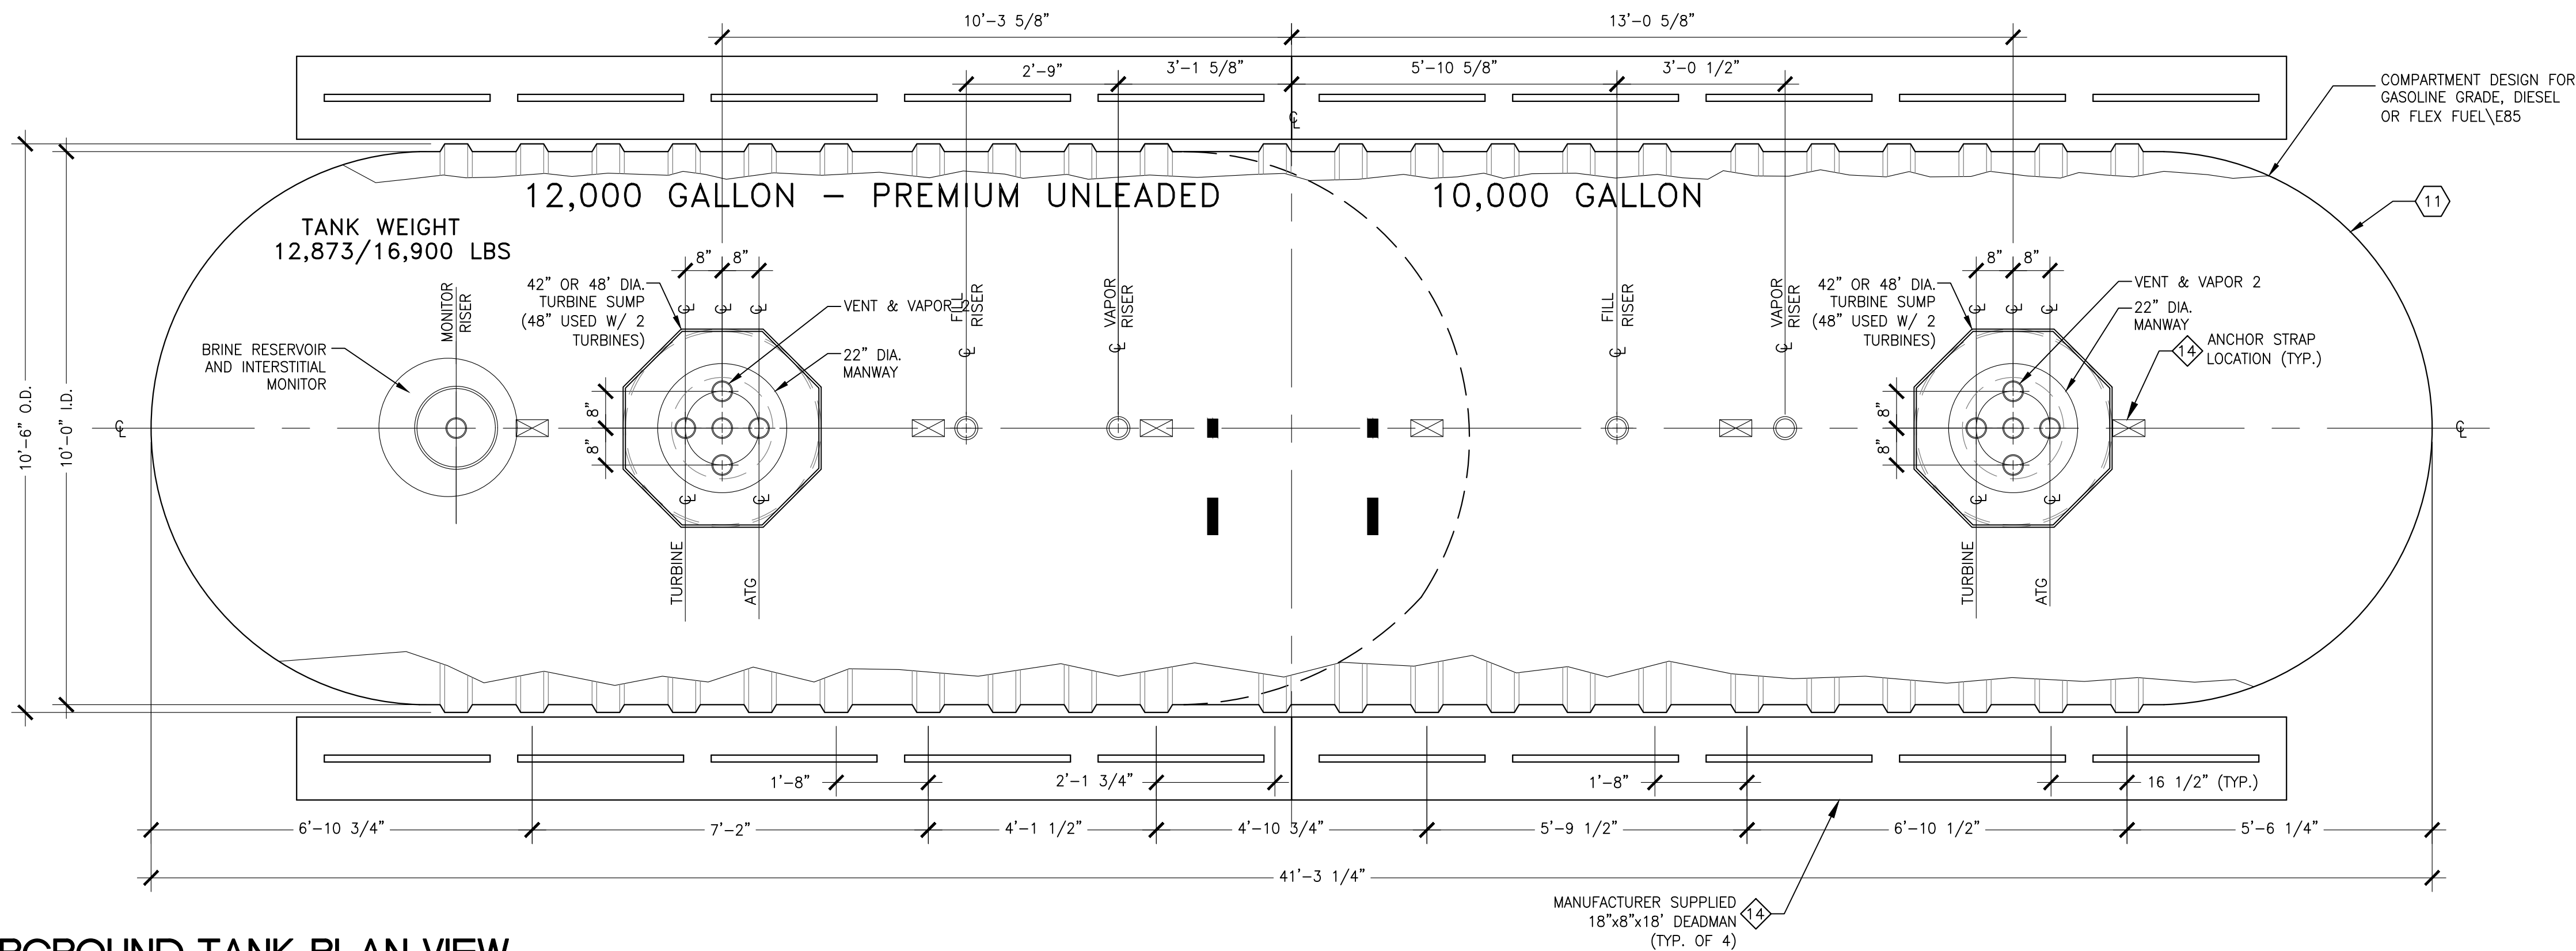 10'-3 5/8"
13'-0 5/8"
2'-9"
3'-1 5/8"
5'-10 5/8"
3'-0 1/2"
COMPARTMENT DESIGN FOR
GASOLINE GRADE, DIESEL
OR FLEX FUEL\E85
℄
12,000 GALLON - PREMIUM UNLEADED
10,000 GALLON
11
TANK WEIGHT
12,873/16,900 LBS
MONITOR
RISER
BRINE RESERVOIR
AND INTERSTITIAL
MONITOR
42" OR 48' DIA.
TURBINE SUMP
(48" USED W/ 2
TURBINES)
8"
8"
℄
℄
℄
VENT & VAPOR 2
22" DIA.
MANWAY
8"
8"
℄
℄
TURBINE
ATG
FILL
RISER
℄
VAPOR
RISER
℄
FILL
RISER
℄
VAPOR
RISER
℄
42" OR 48' DIA.
TURBINE SUMP
(48" USED W/ 2
TURBINES)
8"
8"
℄
℄
℄
VENT & VAPOR 2
22" DIA.
MANWAY
14
ANCHOR STRAP
LOCATION (TYP.)
8"
8"
℄
℄
TURBINE
ATG
10'-6" O.D.
10'-0" I.D.
℄
℄
1'-8"
2'-1 3/4"
1'-8"
16 1/2" (TYP.)
6'-10 3/4"
7'-2"
4'-1 1/2"
4'-10 3/4"
5'-9 1/2"
6'-10 1/2"
5'-6 1/4"
41'-3 1/4"
MANUFACTURER SUPPLIED
18"x8"x18' DEADMAN
(TYP. OF 4)
14
RGROUND TANK PLAN VIEW